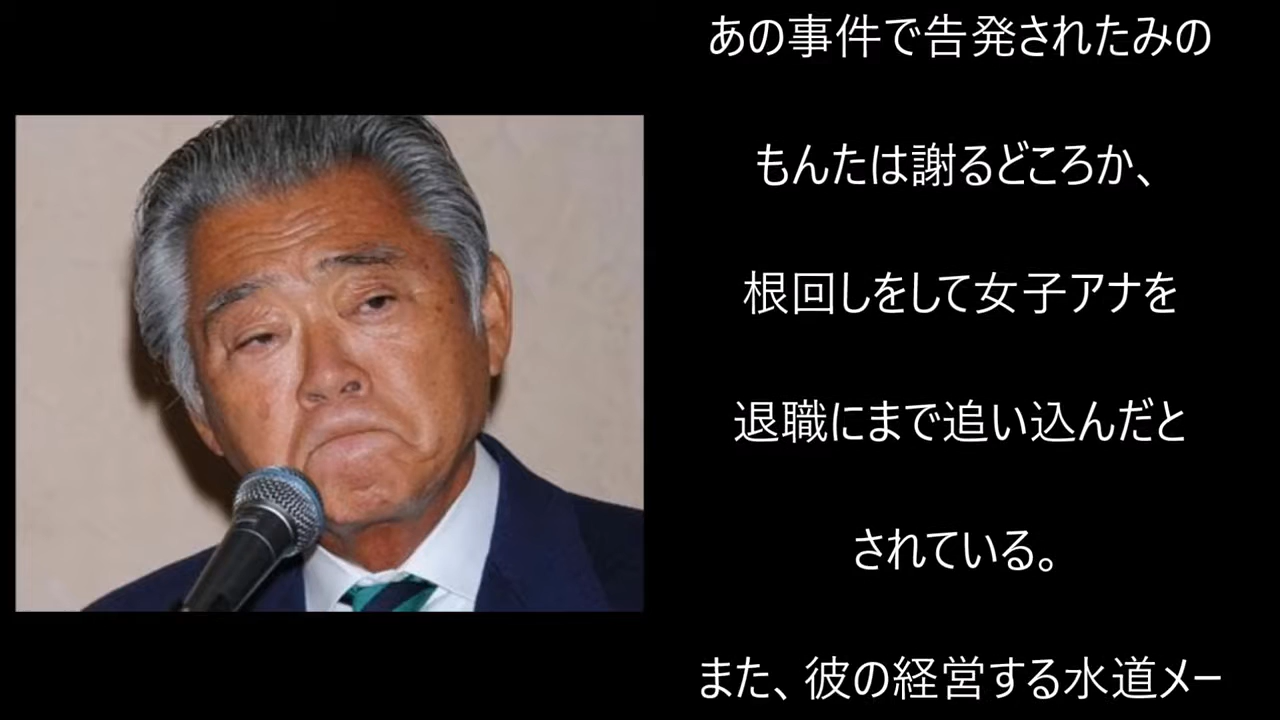 あの事件で告発されたみの
もんたは謝るどころか、
根回しをして女子アナを
退職にまで追い込んだと
されている。
また、彼の経営する水道メー